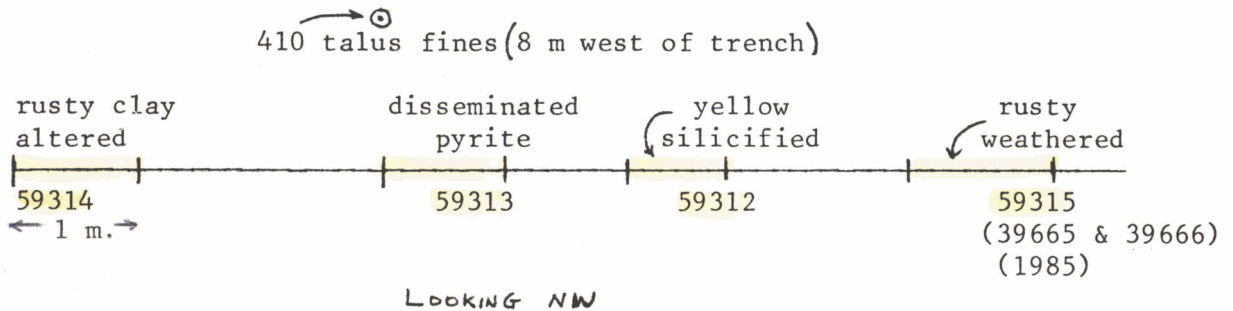 410 talus fines (8 m west of trench)
rusty clay altered
disseminated pyrite
yellow silicified
rusty weathered
59314
59313
59312
59315
1 m.
(39665 & 39666)
(1985)
LOOKING NW